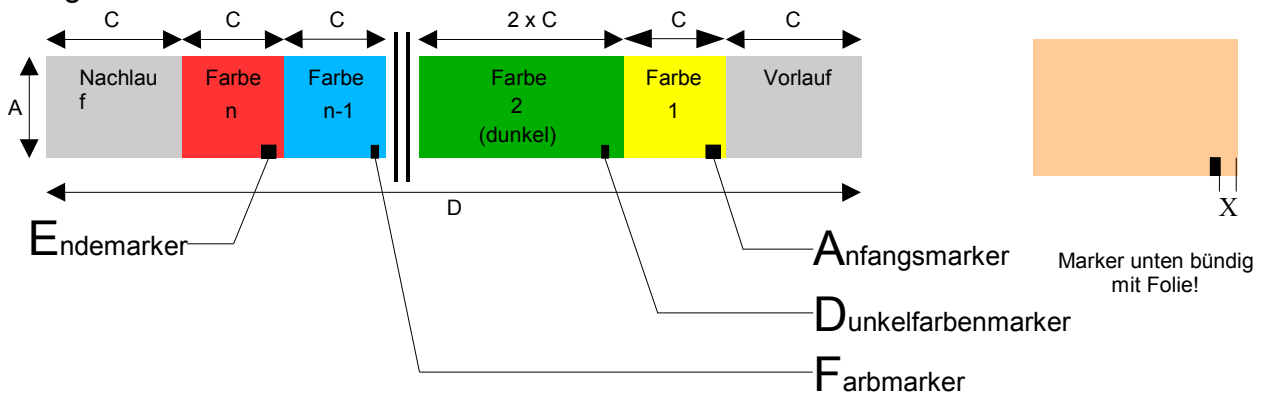 C C C 2 x C C C
Nachlau
f
Farbe
n
Farbe
n-1
Farbe
2
(dunkel)
Farbe
1
Vorlauf
A
D
X
Endemarker
Anfangsmarker
Marker unten bündig
mit Folie!
Dunkelfarbenmarker
Farbmarker